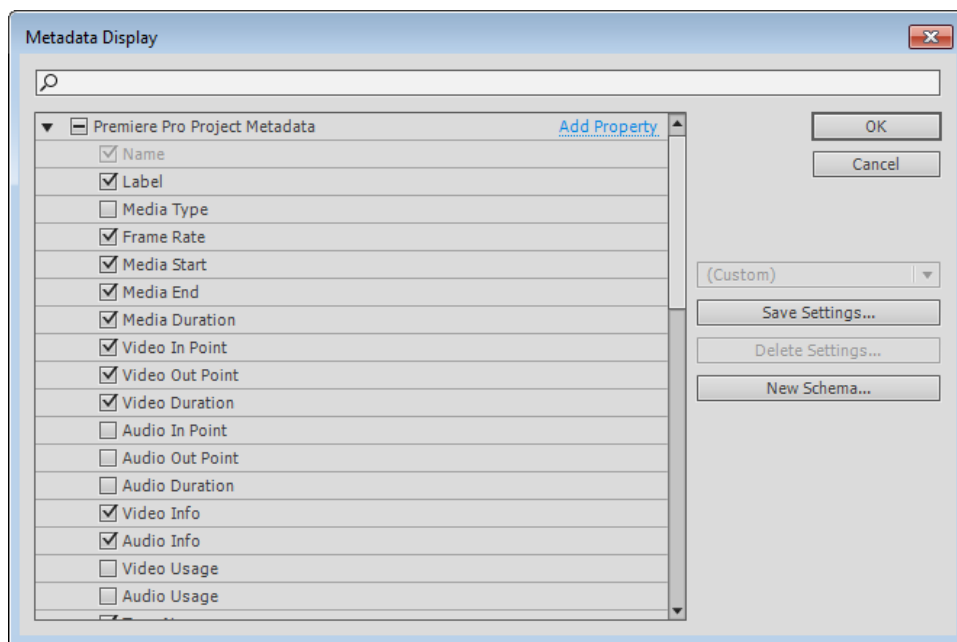 Metadata Display
Premiere Pro Project Metadata Add Property OK
Name Cancel
Label
Media Type
Frame Rate
Media Start (Custom)
Media End
Media Duration Save Settings...
Video In Point Delete Settings...
Video Out Point New Schema...
Video Duration
Audio In Point
Audio Out Point
Audio Duration
Video Info
Audio Info
Video Usage
Audio Usage